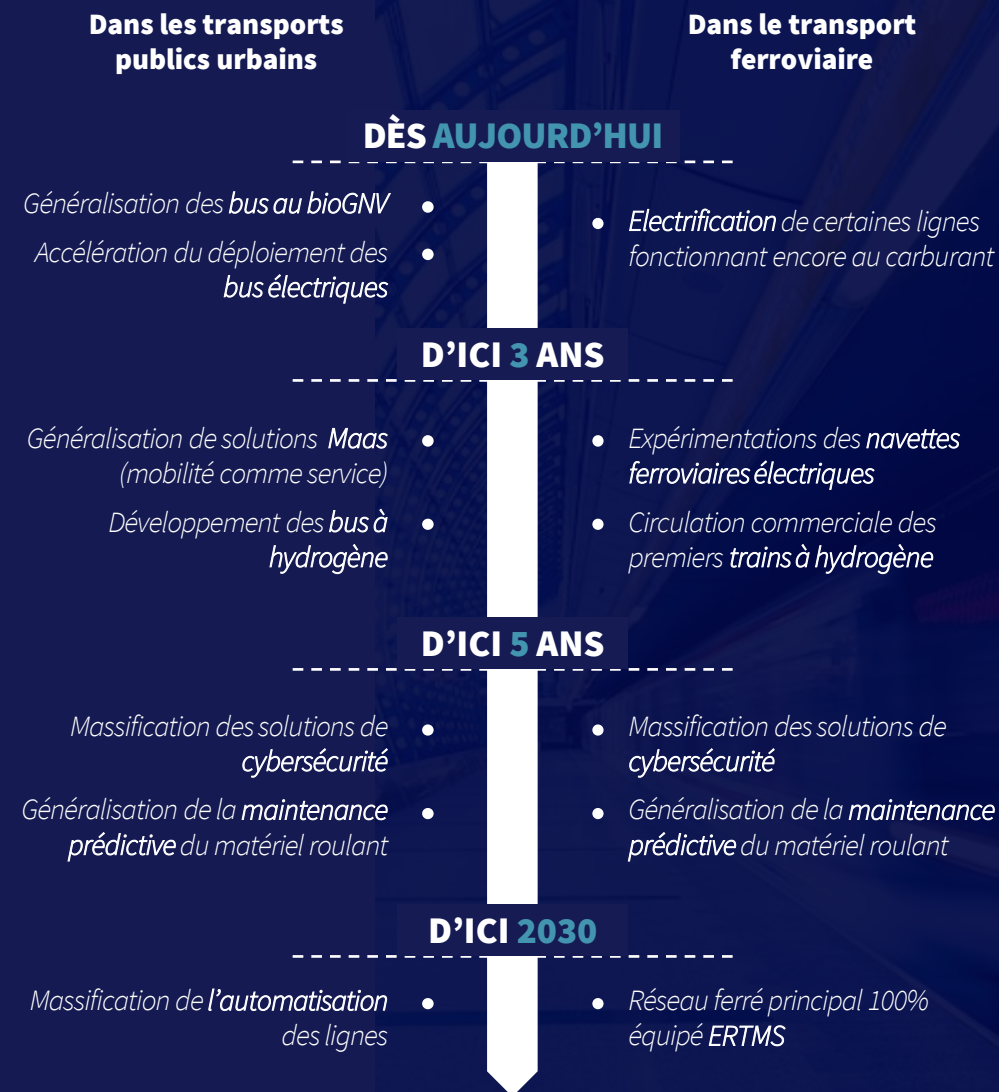 Dans les transports
publics urbains
Dans le transport
ferroviaire
DÈS AUJOURD’HUI
Généralisation des bus au bioGNV
Accélération du déploiement des
bus électriques
Electrification de certaines lignes
fonctionnant encore au carburant
D’ICI 3 ANS
Généralisation de solutions Maas
(mobilité comme service)
Développement des bus à
hydrogène
Expérimentations des navettes
ferroviaires électriques
Circulation commerciale des
premiers trains à hydrogène
D’ICI 5 ANS
Massification des solutions de
cybersécurité
Généralisation de la maintenance
prédictive du matériel roulant
Massification des solutions de
cybersécurité
Généralisation de la maintenance
prédictive du matériel roulant
D’ICI 2030
Massification de l’automatisation
des lignes
Réseau ferré principal 100%
équipé ERTMS